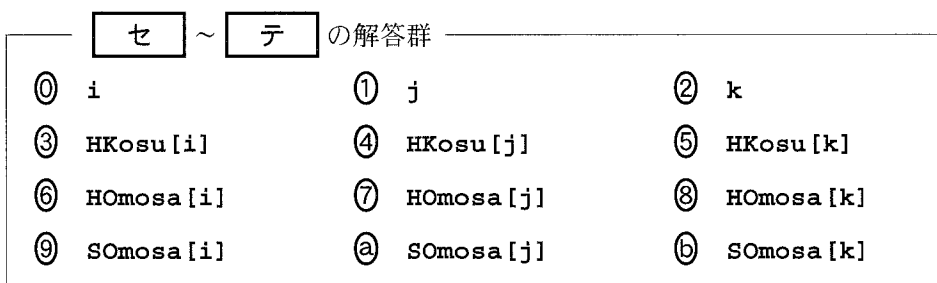 セ ～ テ の解答群
⓪ i ① j ② k
③ HKosu[i] ④ HKosu[j] ⑤ HKosu[k]
⑥ HOmosa[i] ⑦ HOmosa[j] ⑧ HOmosa[k]
⑨ SOmosa[i] ⓐ SOmosa[j] ⓑ SOmosa[k]